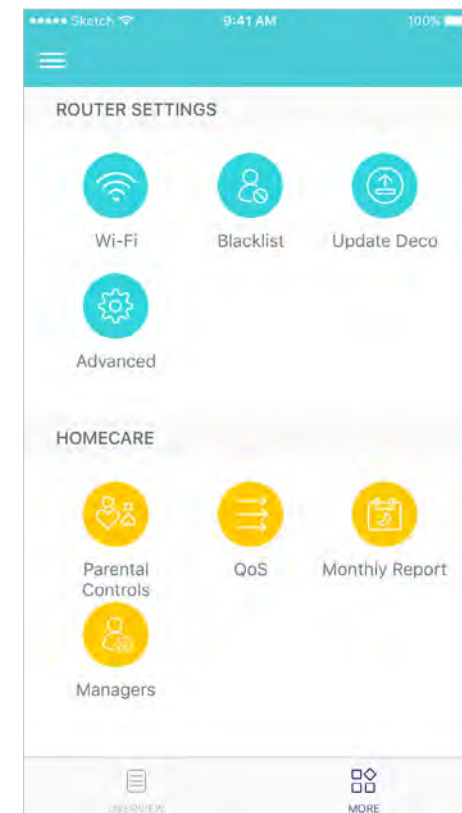 ●●●●● Sketch 9:41 AM 100%
ROUTER SETTINGS
Wi-Fi Blacklist Update Deco
Advanced
HOMECARE
Parental Controls QoS Monthly Report
Managers
OVERVIEW MORE